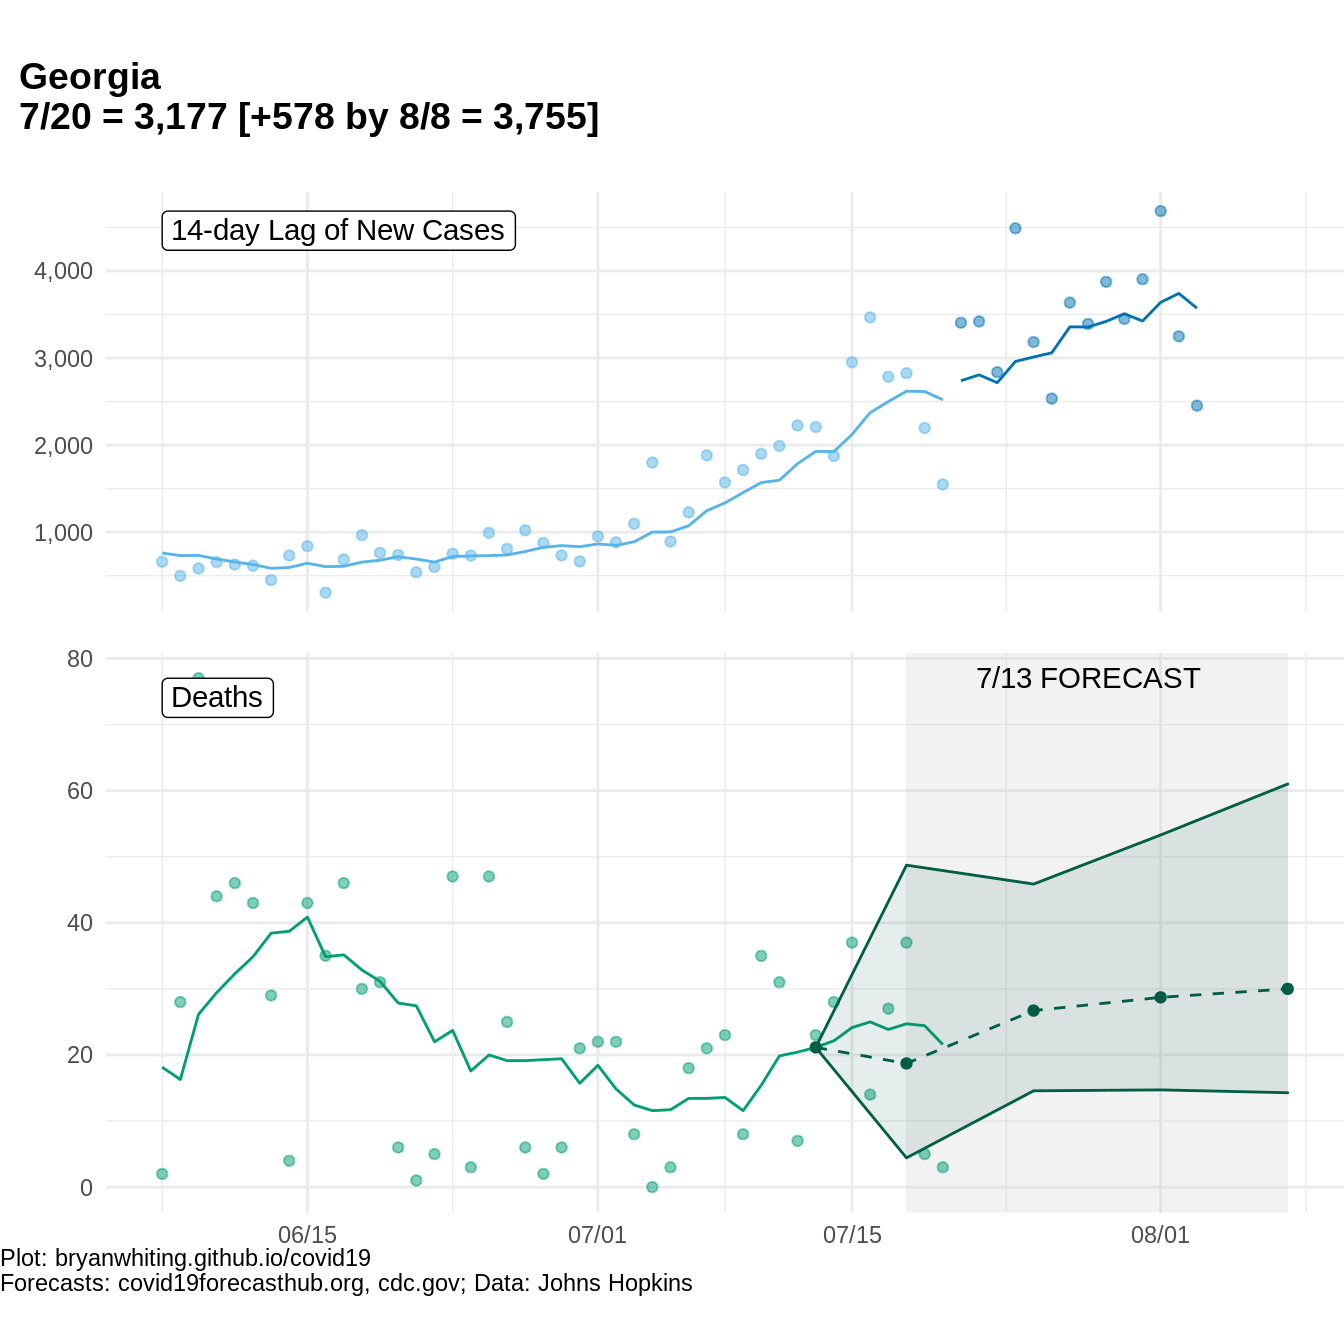 Georgia
7/20 = 3,177 [+578 by 8/8 = 3,755]
14-day Lag of New Cases
4,000
3,000
2,000
1,000
80
Deaths
7/13 FORECAST
60
40
20
0
06/15
07/01
07/15
08/01
Plot: bryanwhiting.github.io/covid19
Forecasts: covid19forecasthub.org, cdc.gov; Data: Johns Hopkins